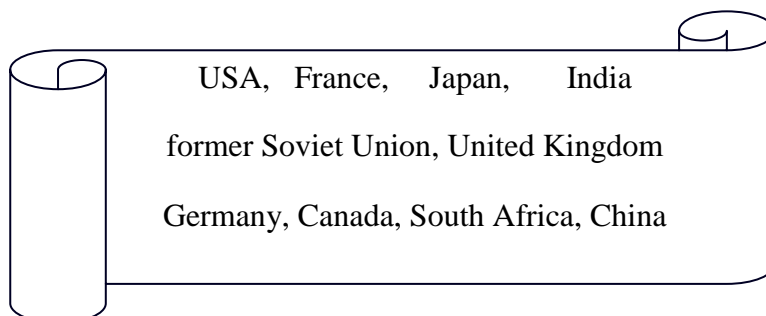 USA, France, Japan, India
former Soviet Union, United Kingdom
Germany, Canada, South Africa, China